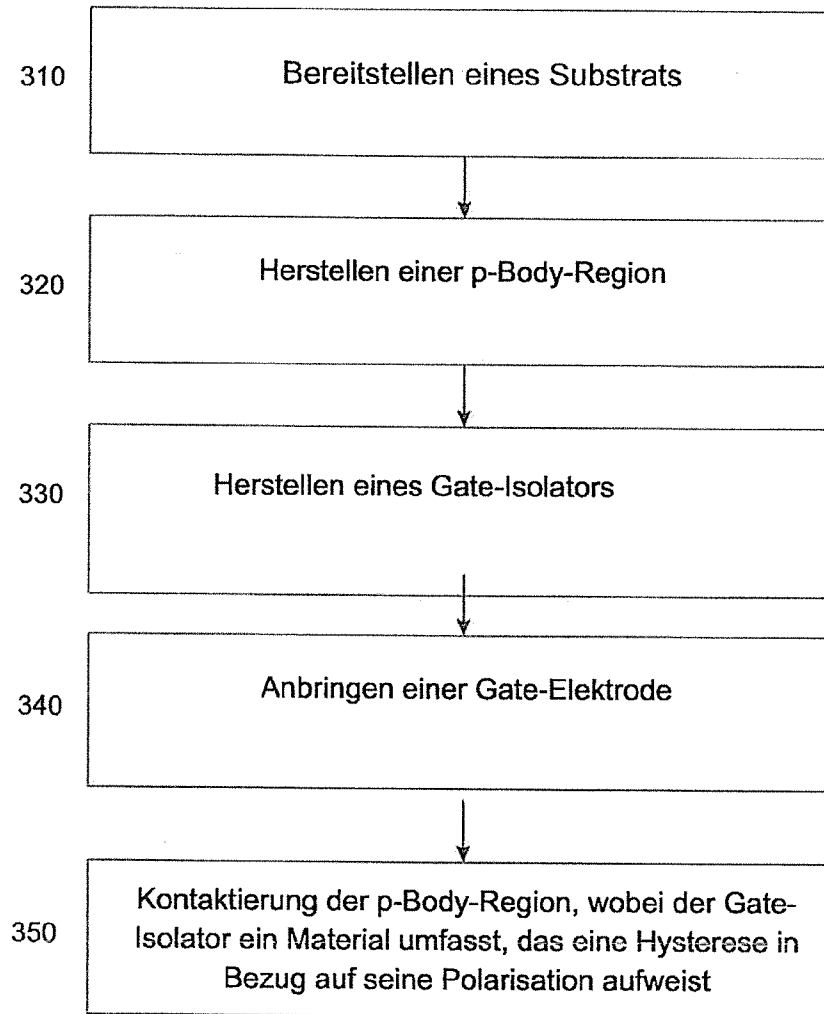 310
Bereitstellen eines Substrats
320
Herstellen einer p-Body-Region
330
Herstellen eines Gate-Isolators
340
Anbringen einer Gate-Elektrode
350
Kontaktierung der p-Body-Region, wobei der Gate-
Isolator ein Material umfasst, das eine Hysterese in
Bezug auf seine Polarisation aufweist